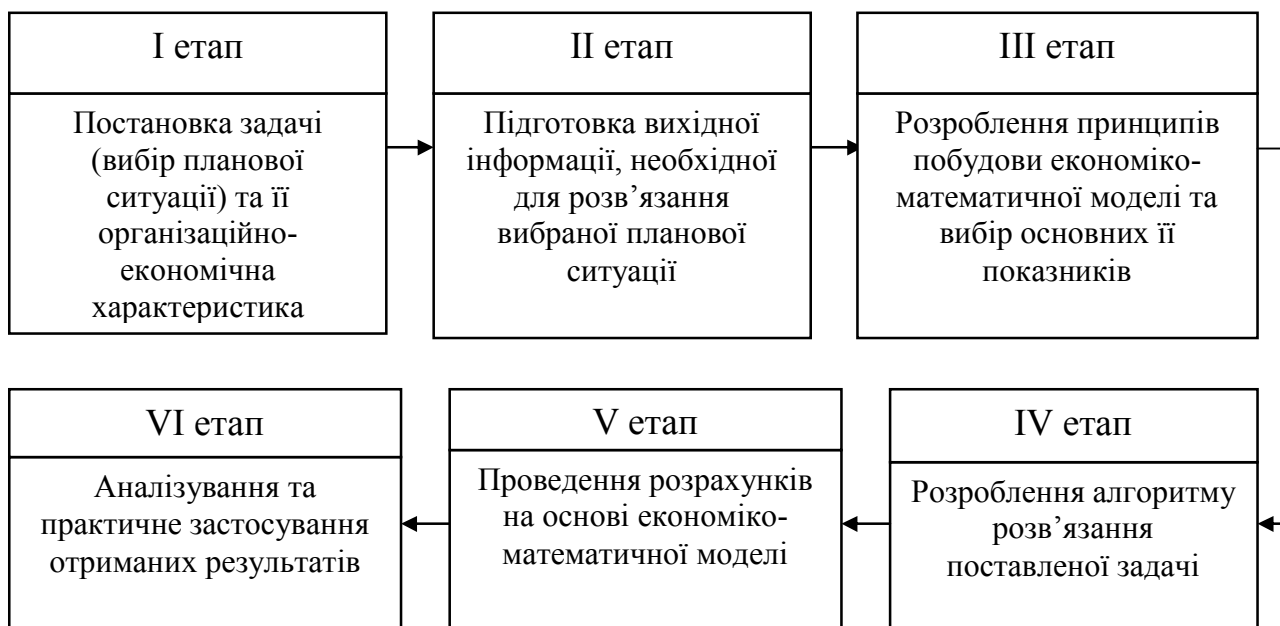 I етап
Постановка задачі
(вибір планової
ситуації) та її
організаційно-
економічна
характеристика
II етап
Підготовка вихідної
інформації, необхідної
для розв’язання
вибраної планової
ситуації
III етап
Розроблення принципів
побудови економіко-
математичної моделі та
вибір основних її
показників
IV етап
Розроблення алгоритму
розв’язання
поставленої задачі
V етап
Проведення розрахунків
на основі економіко-
математичної моделі
VI етап
Аналізування та
практичне застосування
отриманих результатів